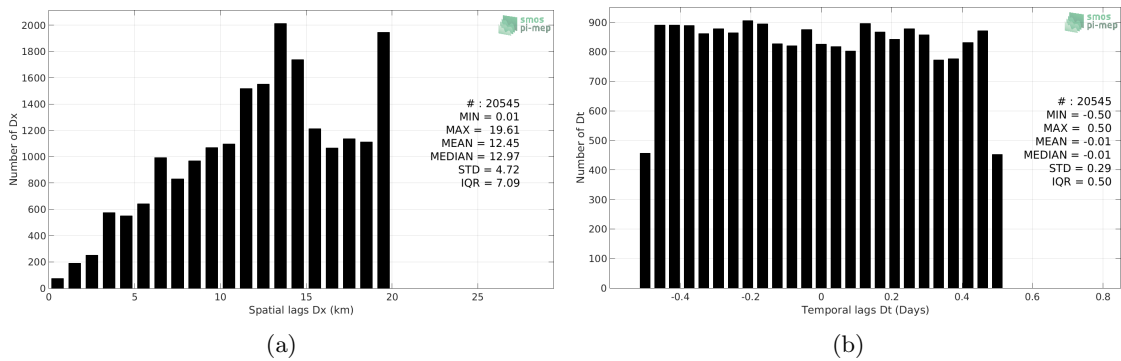 2000
1800
1600
1400
1200
1000
800
600
400
200
0
Number of Dx
0 5 10 15 20 25
Spatial lags Dx (km)
smos
pi-mep
# : 20545
MIN = 0.01
MAX = 19.61
MEAN = 12.45
MEDIAN = 12.97
STD = 4.72
IQR = 7.09
(a)
900
800
700
600
500
400
300
200
100
0
Number of Dt
-0.4 -0.2 0 0.2 0.4 0.6 0.8
Temporal lags Dt (Days)
smos
pi-mep
# : 20545
MIN = -0.50
MAX = 0.50
MEAN = -0.01
MEDIAN = -0.01
STD = 0.29
IQR = 0.50
(b)